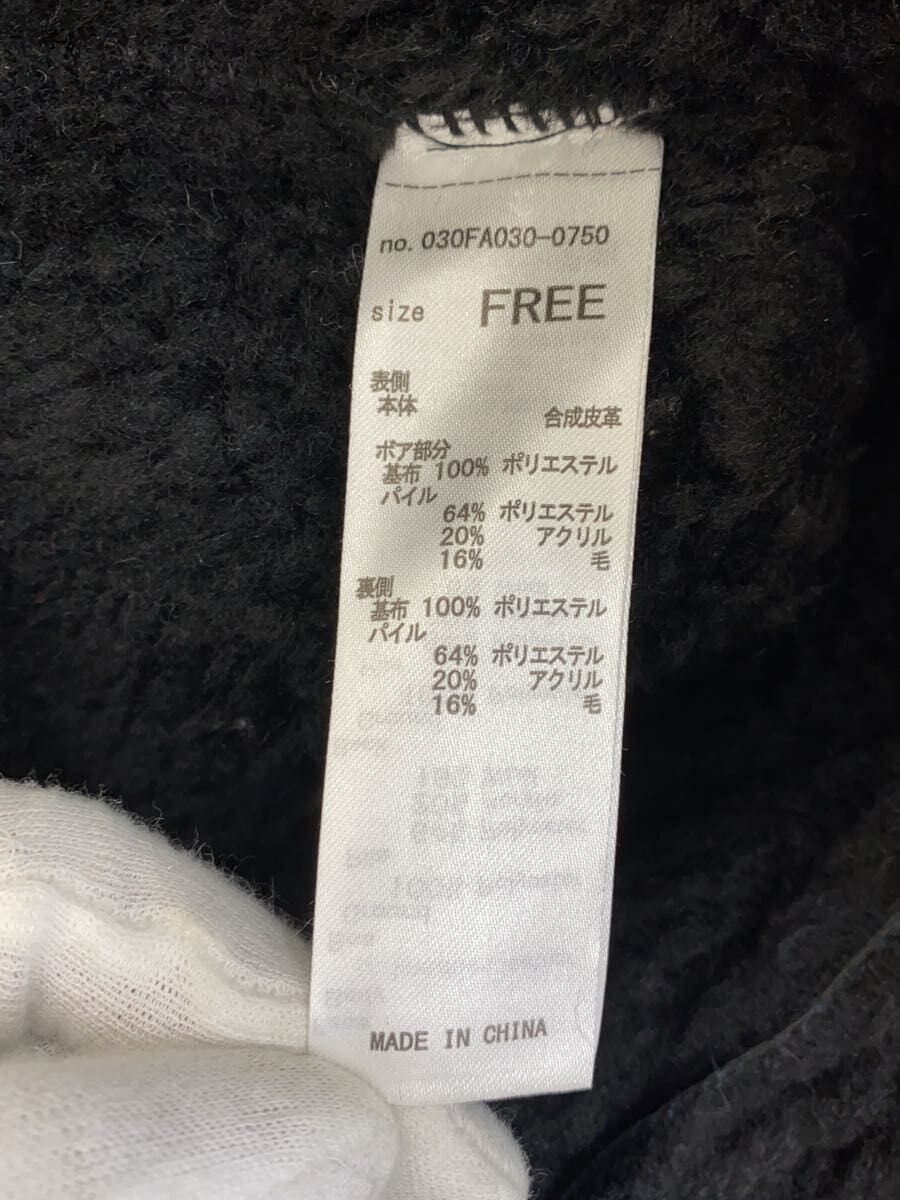 no. 030FA030-0750
size FREE
表側
本体 合成皮革
ボア部分
基布 100% ポリエステル
パイル
64% ポリエステル
20% アクリル
16% 毛
裏側
基布 100% ポリエステル
パイル
64% ポリエステル
20% アクリル
16% 毛
MADE IN CHINA